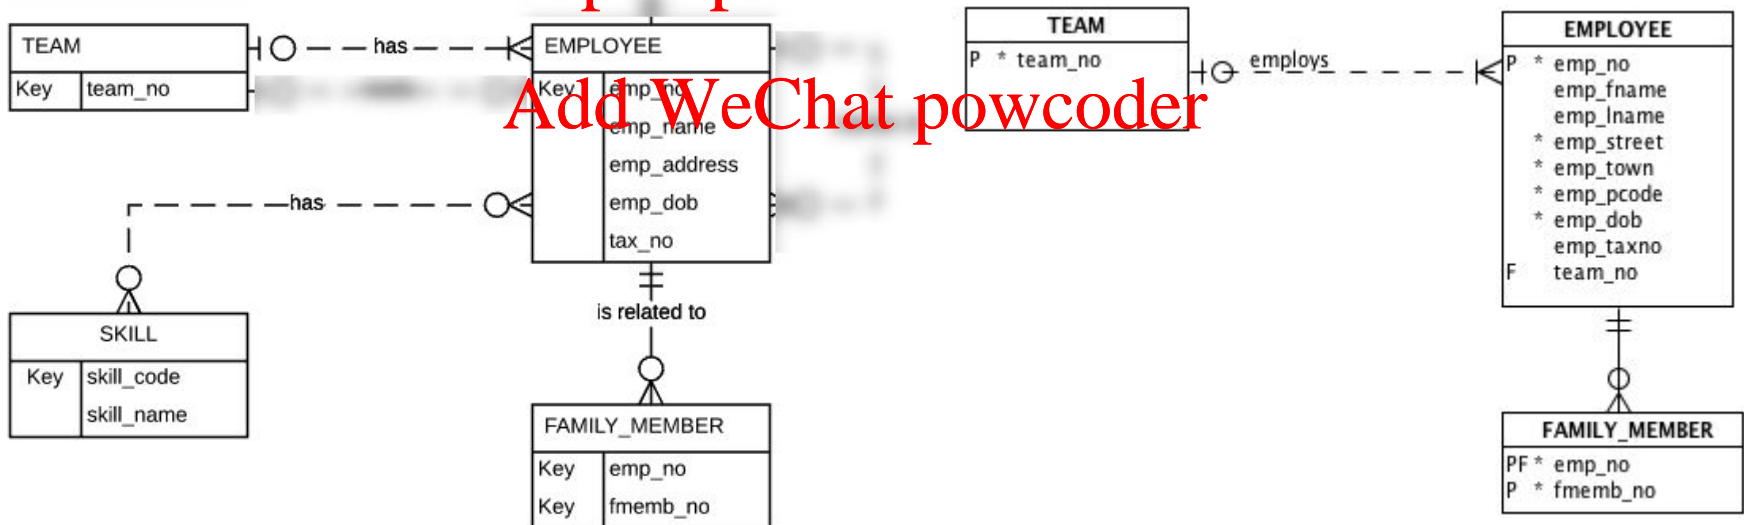 TEAM
Key team_no
has
EMPLOYEE
Key emp_no
emp_name
emp_address
emp_dob
tax_no
has
SKILL
Key skill_code
skill_name
is related to
FAMILY_MEMBER
Key emp_no
Key fmemb_no
Add WeChat powcoder
TEAM
P * team_no
employs
EMPLOYEE
P * emp_no
emp_fname
emp_lname
* emp_street
* emp_town
* emp_pcode
* emp_dob
emp_taxno
F team_no
FAMILY_MEMBER
PF * emp_no
P * fmemb_no